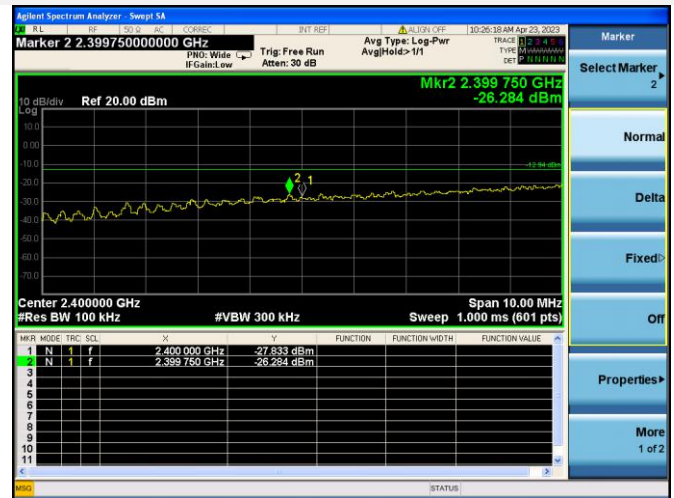 Agilent Spectrum Analyzer - Swept SA
RL RF 50 Ω AC CORREC INT REF ALIGN OFF 10:26:18 AM Apr 23, 2023
Marker 2 2.399750000000 GHz
PNO: Wide
IFGain:Low
Trig: Free Run
Atten: 30 dB
Avg Type: Log-Pwr
Avg|Hold>1/1
TRACE 1 2 3 4 5 6
TYPE
DET P N N N N N
Mkr2 2.399 750 GHz
-26.284 dBm
10 dB/div Ref 20.00 dBm
Log
10.0
0.00
-10.0
-20.0
-30.0
-40.0
-50.0
-60.0
-70.0
-12.94 dBm
2
1
Center 2.400000 GHz Span 10.00 MHz
#Res BW 100 kHz #VBW 300 kHz Sweep 1.000 ms (601 pts)
MKR MODE TRC SCL X Y FUNCTION FUNCTION WIDTH FUNCTION VALUE
1 N 1 f 2.400 000 GHz -27.833 dBm
2 N 1 f 2.399 750 GHz -26.284 dBm
3
4
5
6
7
8
9
10
11
MSG STATUS
Marker
Select Marker
2
Normal
Delta
Fixed
Off
Properties
More
1 of 2